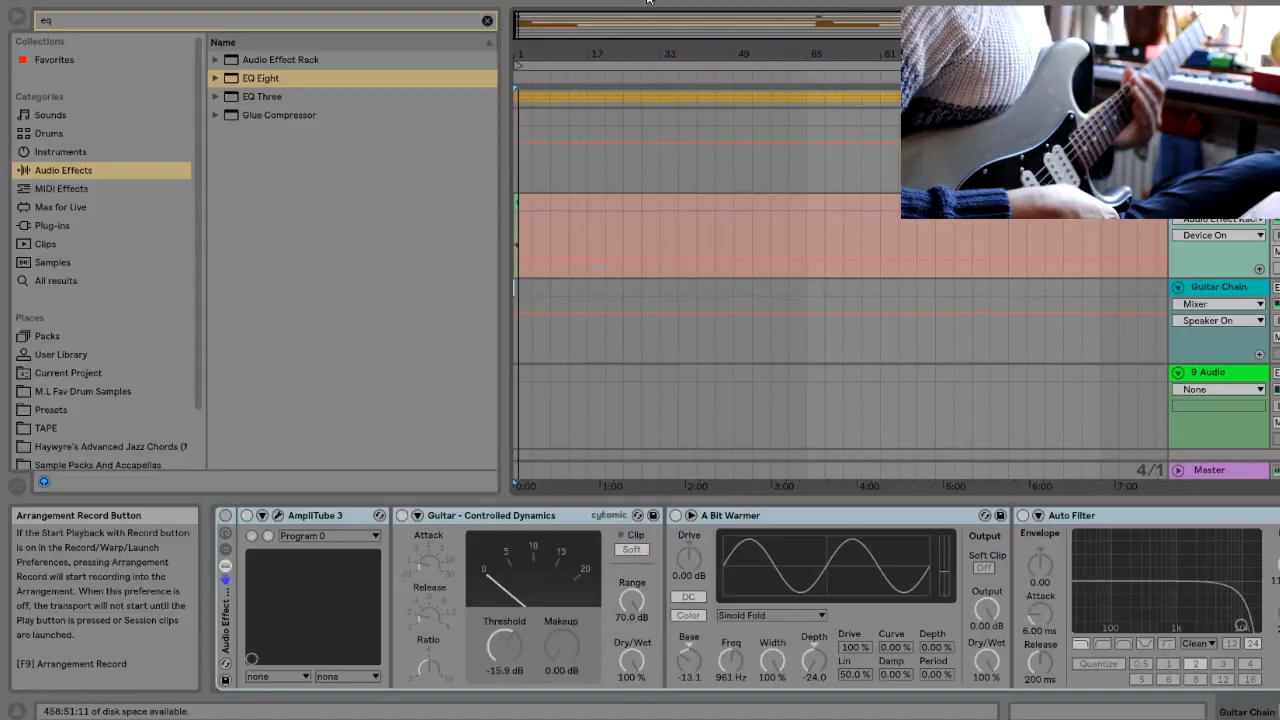 eq
Collections
Favorites
Categories
Sounds
Drums
Instruments
Audio Effects
MIDI Effects
Max for Live
Plug-ins
Clips
Samples
All results
Places
Packs
User Library
Current Project
M.L Fav Drum Samples
Presets
TAPE
Haywyre's Advanced Jazz Chords (
Sample Packs And Accapellas
Name
Audio Effect Rack
EQ Eight
EQ Three
Glue Compressor
1 17 33 49 65 81
Device On
Guitar Chain
Mixer
Speaker On
9 Audio
None
4/1
Master
0:00 1:00 2:00 3:00 4:00 5:00 6:00 7:00
Arrangement Record Button
If the Start Playback with Record button
is on in the Record/Warp/Launch
Preferences, pressing Arrangement
Record will start recording into the
Arrangement. When this preference is
off, the transport will not start until the
Play button is pressed or Session clips
are launched.
[F9] Arrangement Record
Audio Effect ...
AmpliTube 3
Program 0
none none
Guitar - Controlled Dynamics cytomic
Attack
Release
Ratio
0 5 10 15 20
Threshold
-15.9 dB
Makeup
0.00 dB
Clip
Soft
Range
70.0 dB
Dry/Wet
100 %
A Bit Warmer
Drive
0.00 dB
DC
Color
Sinoid Fold
Base
-13.1
Freq
961 Hz
Width
100 %
Depth
-24.0
Drive Curve Depth
100 % 0.00 % 0.00 %
Lin Damp Period
50.0 % 0.00 % 0.00 %
Output
Soft Clip
Off
Output
0.00 dB
Dry/Wet
100 %
Auto Filter
Envelope
0.00
Attack
6.00 ms
Release
200 ms
100 1k 10k
Clean 12 24
Quantize 0.5 1 2 3 4
5 6 8 12 16
458:51:11 of disk space available.
Guitar Chain